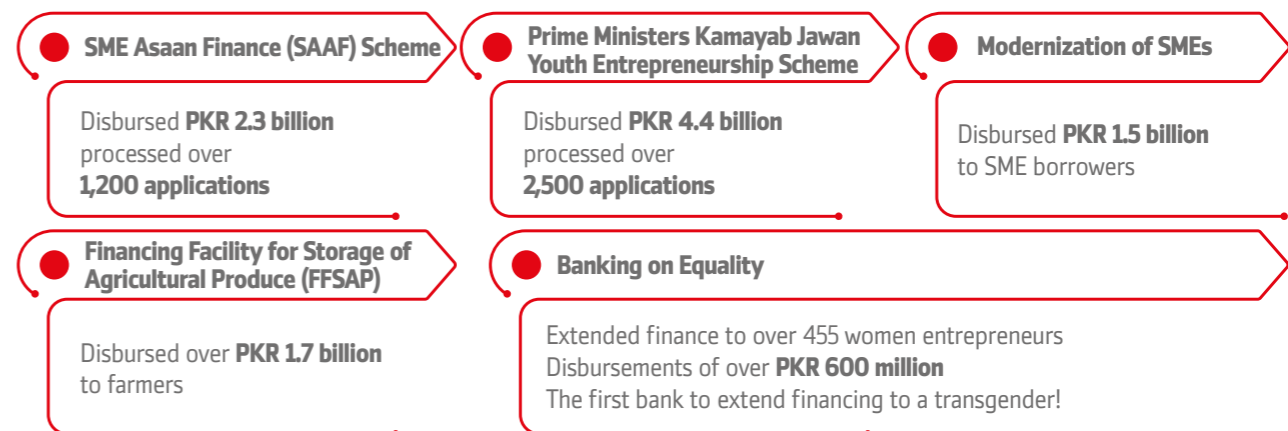 SME Asaan Finance (SAAF) Scheme
Disbursed PKR 2.3 billion
processed over
1,200 applications
Prime Ministers Kamayab Jawan
Youth Entrepreneurship Scheme
Disbursed PKR 4.4 billion
processed over
2,500 applications
Modernization of SMEs
Disbursed PKR 1.5 billion
to SME borrowers
Financing Facility for Storage of
Agricultural Produce (FFSAP)
Disbursed over PKR 1.7 billion
to farmers
Banking on Equality
Extended finance to over 455 women entrepreneurs
Disbursements of over PKR 600 million
The first bank to extend financing to a transgender!